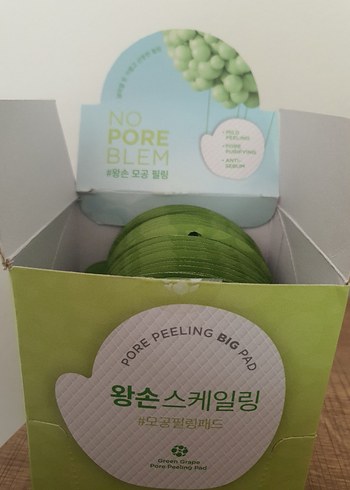 NO
PORE
BLEM
#왕손 모공 필링
• MILD
PEELING
• PORE
PURIFYING
• ANTI-
SEBUM
PORE PEELING BIG PAD
왕손스케일링
#모공필링패드
Green Grape
Pore Peeling Pad